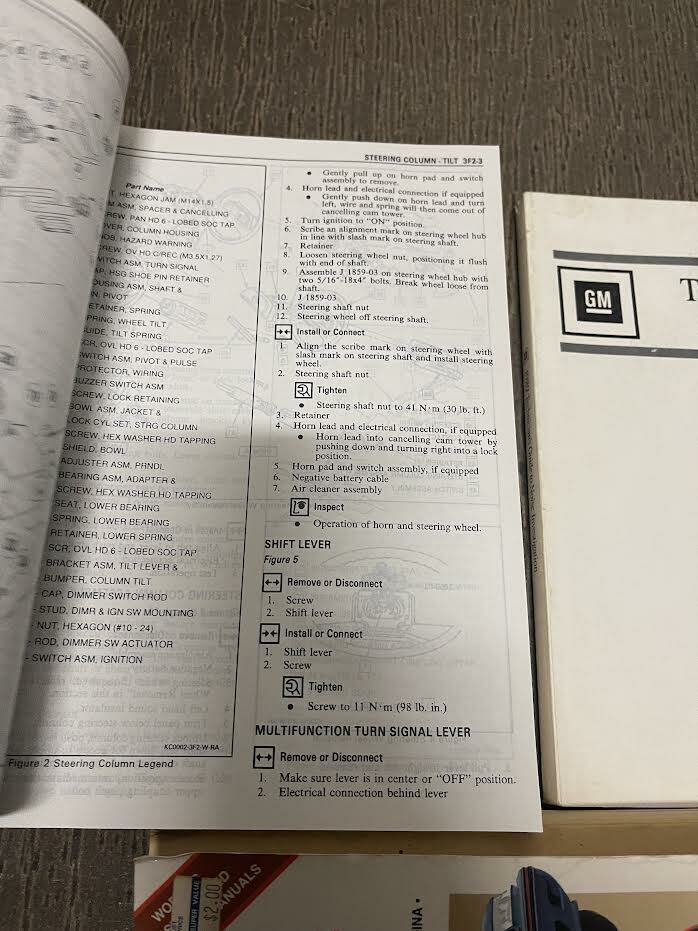 STEERING COLUMN - TILT 3F2-3
Part Name
T, HEXAGON JAM (M14X1.5)
M ASM, SPACER & CANCELLING
REW, PAN HD 6 - LOBED SOC TAP
OVER, COLUMN HOUSING
OB, HAZARD WARNING
CREW, OV HD C/REC (M3.5X1.27)
WITCH ASM, TURN SIGNAL
AP, HSG SHOE PIN RETAINER
OUSING ASM, SHAFT &
N, PIVOT
ETAINER, SPRING
PRING, WHEEL TILT
UIDE, TILT SPRING
CR, OVL HD 6 - LOBED SOC TAP
WITCH ASM, PIVOT & PULSE
ROTECTOR, WIRING
BUZZER SWITCH ASM
SCREW, LOCK RETAINING
BOWL ASM, JACKET &
LOCK CYL SET, STRG COLUMN
SCREW, HEX WASHER HD TAPPING
SHIELD, BOWL
ADJUSTER ASM, PRNDL
BEARING ASM, ADAPTER &
SCREW, HEX WASHER HD TAPPING
SEAT, LOWER BEARING
SPRING, LOWER BEARING
RETAINER, LOWER SPRING
SCR, OVL HD 6 - LOBED SOC TAP
BRACKET ASM, TILT LEVER &
BUMPER, COLUMN TILT
CAP, DIMMER SWITCH ROD
- STUD, DIMR & IGN SW MOUNTING
- NUT, HEXAGON (#10 - 24)
- ROD, DIMMER SW ACTUATOR
- SWITCH ASM, IGNITION
KC0002-3F2-W-RA
Figure 2 Steering Column Legend
• Gently pull up on horn pad and switch
assembly to remove.
4. Horn lead and electrical connection if equipped
• Gently push down on horn lead and turn
left, wire and spring will then come out of
cancelling cam tower.
5. Turn ignition to "ON" position.
6. Scribe an alignment mark on steering wheel hub
in line with slash mark on steering shaft.
7. Retainer
8. Loosen steering wheel nut, positioning it flush
with end of shaft.
9. Assemble J 1859-03 on steering wheel hub with
two 5/16"-18x4" bolts. Break wheel loose from
shaft.
10. J 1859-03
11. Steering shaft nut
12. Steering wheel off steering shaft.
Install or Connect
1. Align the scribe mark on steering wheel with
slash mark on steering shaft and install steering
wheel.
2. Steering shaft nut
Tighten
• Steering shaft nut to 41 N·m (30 lb. ft.)
3. Retainer
4. Horn lead and electrical connection, if equipped
• Horn lead into cancelling cam tower by
pushing down and turning right into a lock
position.
5. Horn pad and switch assembly, if equipped
6. Negative battery cable
7. Air cleaner assembly
Inspect
• Operation of horn and steering wheel.
SHIFT LEVER
Figure 5
Remove or Disconnect
1. Screw
2. Shift lever
Install or Connect
1. Shift lever
2. Screw
Tighten
• Screw to 11 N·m (98 lb. in.)
MULTIFUNCTION TURN SIGNAL LEVER
Remove or Disconnect
1. Make sure lever is in center or "OFF" position.
2. Electrical connection behind lever
GM
T
SUPER VALUE
$2.00
ANUALS
INA •